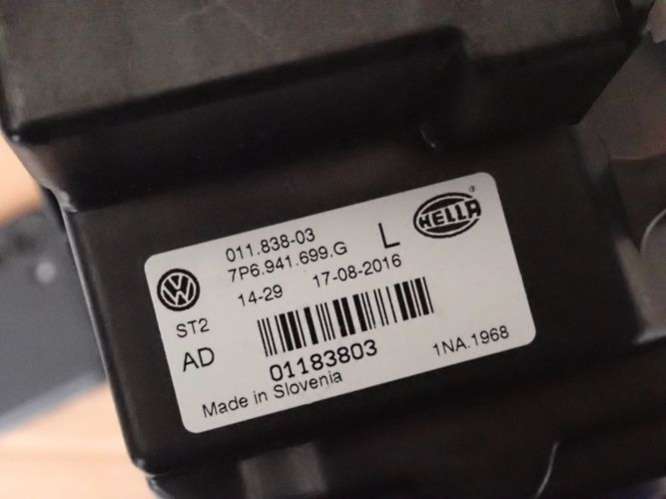 011.838-03
L
HELLA
®
7P6.941.699.G
VW
14-29 17-08-2016
ST2
AD
01183803
1NA.1968
Made in Slovenia